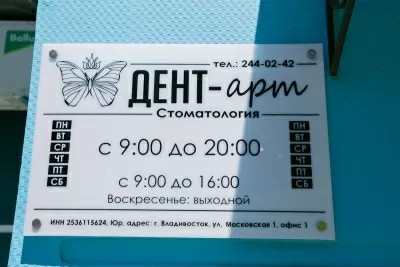 Ballu
тел.: 244-02-42
ДЕНТ-арт
Стоматология
ПН ВТ СР ЧТ ПТ СБ
с 9:00 до 20:00
с 9:00 до 16:00
ПН ВТ СР ЧТ ПТ СБ
Воскресенье: выходной
ИНН 2536115624, Юр. адрес: г. Владивосток, ул. Московская 1, офис 1